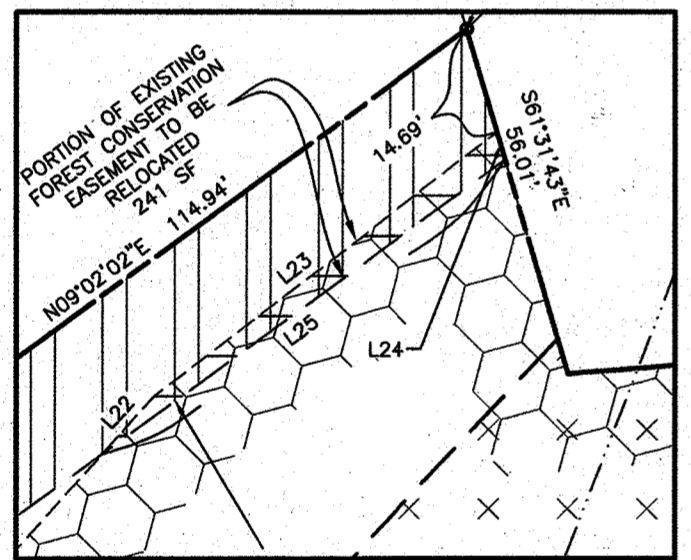 PORTION OF EXISTING
FOREST CONSERVATION
EASEMENT TO BE
RELOCATED
241 SF
N09°02'02"E 114.94'
14.69'
S61°31'43"E
56.01'
L23
L25
L24
L22